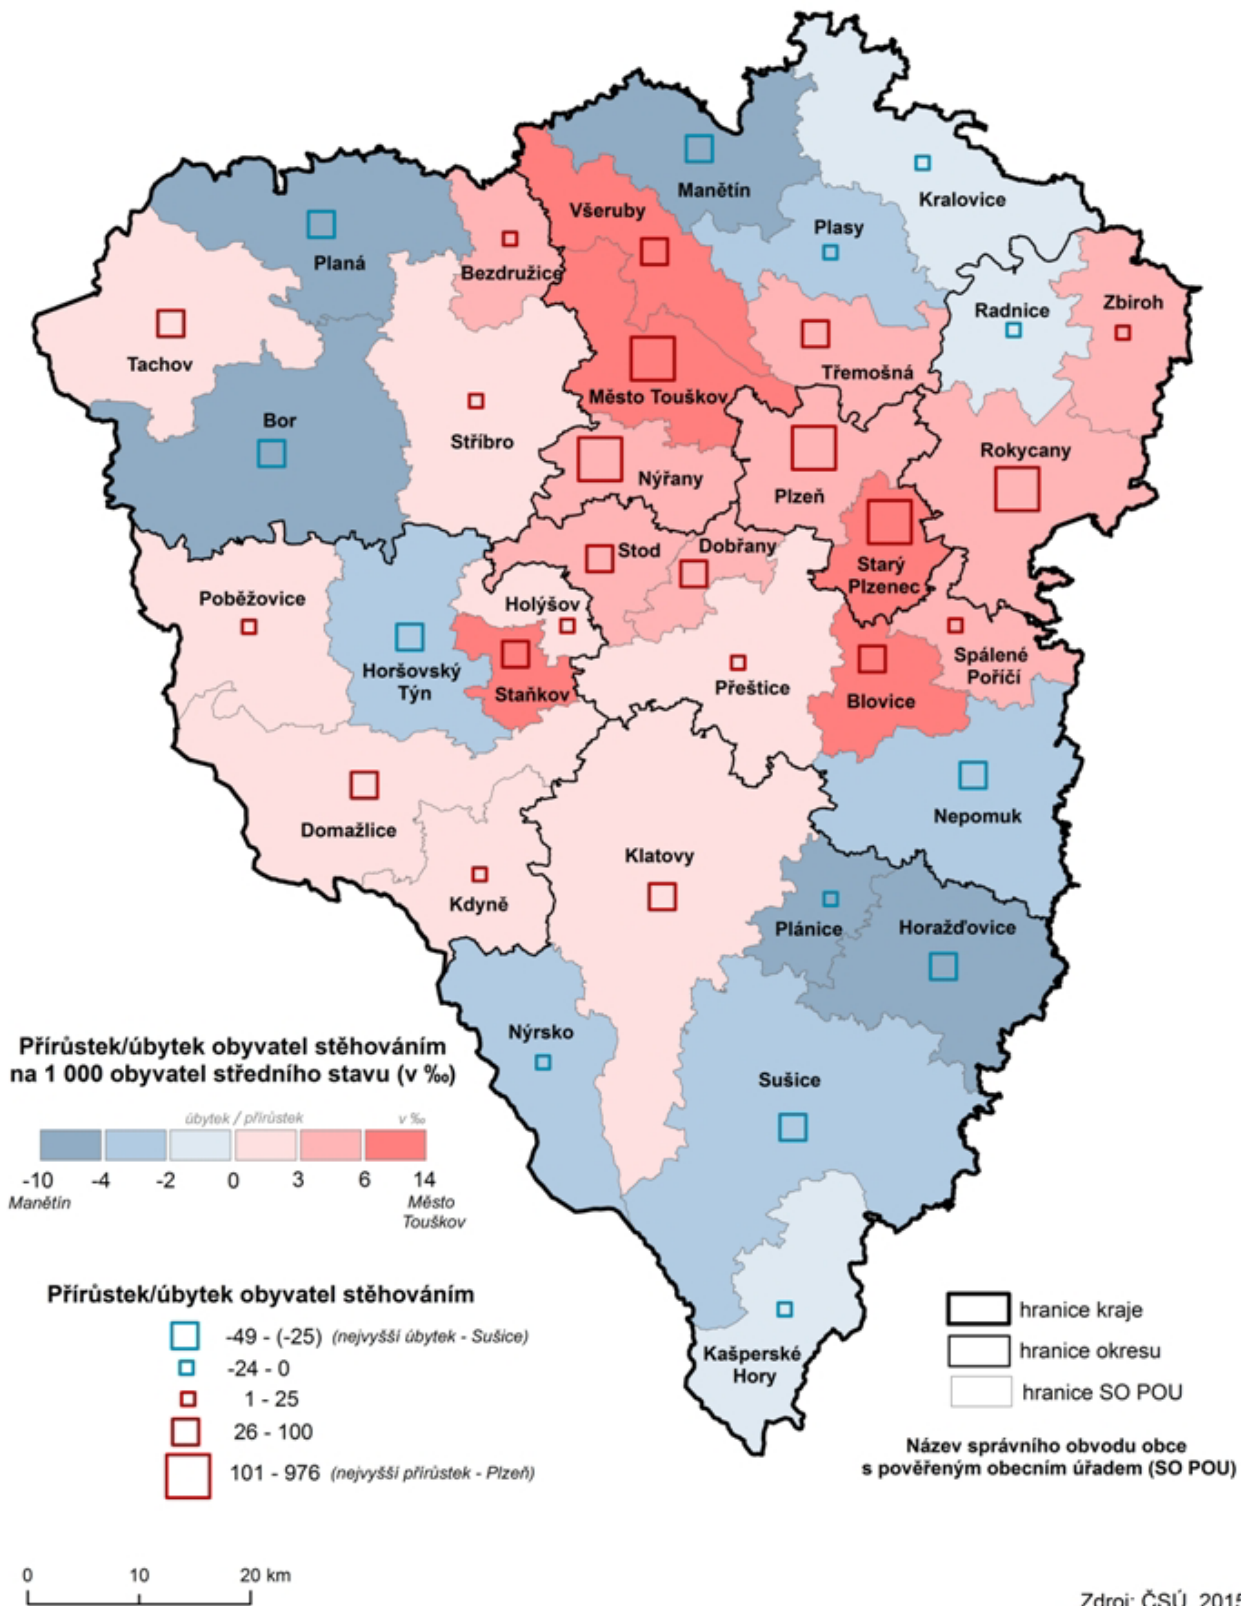 Manětín
Kralovice
Všeruby
Plasy
Planá
Bezdružice
Radnice
Zbiroh
Tachov
Třemošná
Město Touškov
Bor
Stříbro
Nýřany
Plzeň
Rokycany
Stod
Dobřany
Starý
Plzenec
Poběžovice
Holýšov
Horšovský
Týn
Staňkov
Přeštice
Spálené
Poříčí
Blovice
Domažlice
Nepomuk
Klatovy
Kdyně
Plánice
Horažďovice
Nýrsko
Sušice
Kašperské
Hory
Přírůstek/úbytek obyvatel stěhováním
na 1 000 obyvatel středního stavu (v ‰)
úbytek / přírůstek v ‰
-10 -4 -2 0 3 6 14
Manětín Město
Touškov
Přírůstek/úbytek obyvatel stěhováním
-49 - (-25) (nejvyšší úbytek - Sušice)
-24 - 0
1 - 25
26 - 100
101 - 976 (nejvyšší přírůstek - Plzeň)
hranice kraje
hranice okresu
hranice SO POU
Název správního obvodu obce
s pověřeným obecním úřadem (SO POU)
0 10 20 km
Zdroj: ČSÚ, 2015